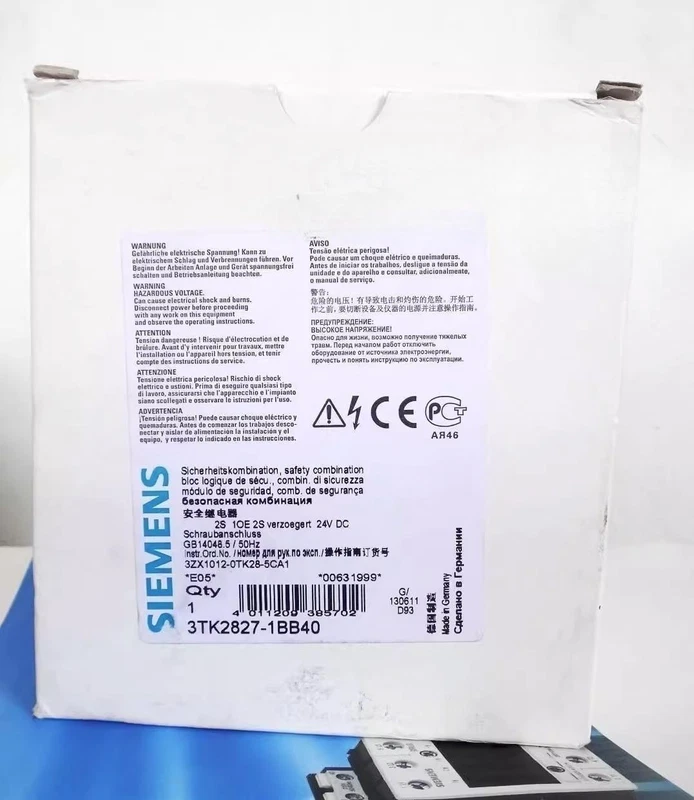 WARNUNG
Gefährliche elektrische Spannung! Kann zu
elektrischem Schlag und Verbrennungen führen. Vor
Beginn der Arbeiten Anlage und Gerät spannungsfrei
schalten und Betriebsanleitung beachten.
WARNING
HAZARDOUS VOLTAGE.
Can cause electrical shock and burns.
Disconnect power before proceeding
with any work on this equipment
and observe the operating instructions.
ATTENTION
Tension dangereuse ! Risque d'électrocution et de
brûlure. Avant d'y intervenir pour travaux, mettre
l'installation ou l'appareil hors tension, et tenir
compte des instructions de service.
ATTENZIONE
Tensione elettrica pericolosa! Rischio di shock
elettrico e ustioni. Prima di eseguire qualsiasi tipo
di lavoro, assicurarsi che l'apparecchio e l'impianto
siano scollegati e osservare le istruzioni per l'uso.
ADVERTENCIA
¡Tensión peligrosa! Puede causar choque eléctrico y
quemaduras. Antes de comenzar los trabajos desco-
nectar y aislar de alimentación la instalación y el
equipo, y respetar lo indicado en las instrucciones.
AVISO
Tensão elétrica perigosa!
Pode causar um choque elétrico e queimaduras.
Antes de iniciar os trabalhos, desligue a tensão da
unidade e do aparelho e consultar, adicionalmente,
o manual de serviço.
警告:
危险的电压!有导致电击和灼伤的危险。开始工
作之前,要切断设备及仪器的电源并注意操作指南。
ПРЕДУПРЕЖДЕНИЕ:
ВЫСОКОЕ НАПРЯЖЕНИЕ!
Опасно для жизни, возможно получение тяжелых
травм. Перед началом работ отключить
оборудование от источника электроэнергии,
прочесть и понять инструкцию по эксплуатации.
CE
РСТ
АЯ46
SIEMENS
Sicherheitskombination, safety combination
bloc logique de sécu., combin. di sicurezza
módulo de seguridad, comb. de segurança
безопасная комбинация
安全继电器
2S 1OE 2S verzoegert 24V DC
Schraubanschluss
GB14048.5 / 50Hz
Instr.Ord.No. /номер для рук.по эксп./操作指南订货号
3ZX1012-0TK28-5CA1
*E05* *00631999*
Qty
1
4 011209 385702
3TK2827-1BB40
G/
130611
D93
德国制造
Made in Germany
Сделано в Германии
SIEMENS